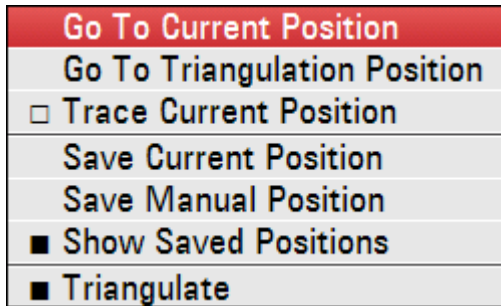 Go To Current Position
Go To Triangulation Position
Trace Current Position
Save Current Position
Save Manual Position
Show Saved Positions
Triangulate